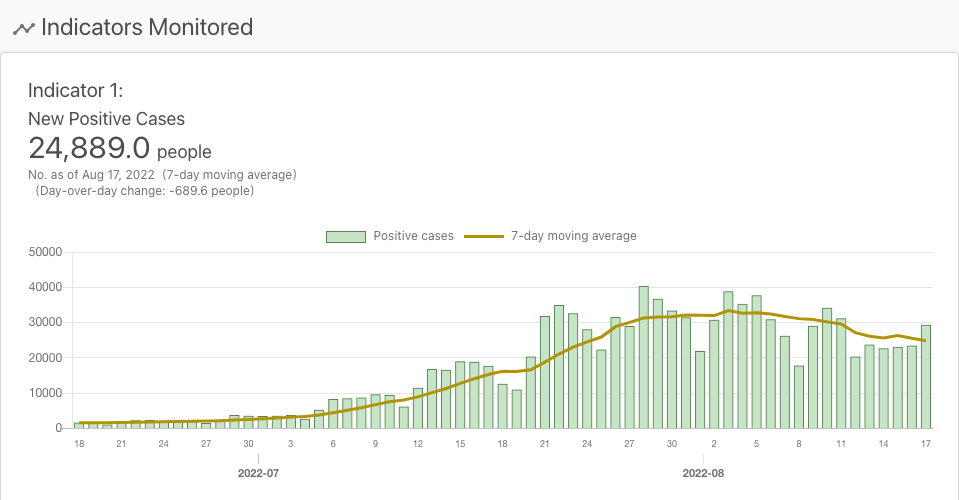 Indicators Monitored
Indicator 1:
New Positive Cases
24,889.0 people
No. as of Aug 17, 2022 (7-day moving average)
(Day-over-day change: -689.6 people)
Positive cases 7-day moving average
50000
40000
30000
20000
10000
0
18 21 24 27 30 3 6 9 12 15 18 21 24 27 30 2 5 8 11 14 17
2022-07 2022-08